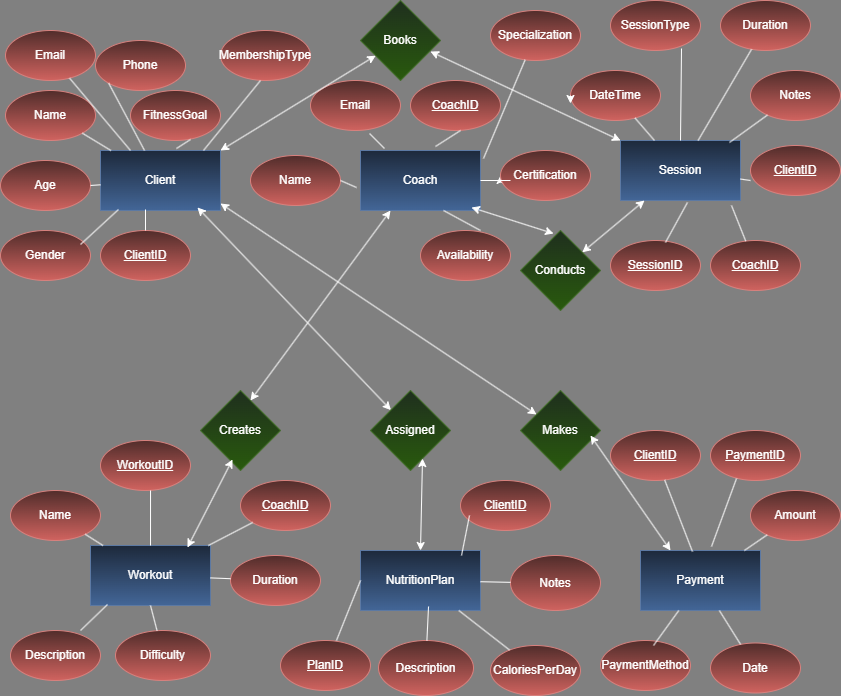 Books
Specialization
SessionType
Duration
Email
Phone
MembershipType
DateTime
Notes
Name
FitnessGoal
Email
CoachID
Client
Coach
Session
ClientID
Age
Name
Certification
Gender
ClientID
Availability
Conducts
SessionID
CoachID
Creates
Assigned
Makes
ClientID
PaymentID
WorkoutID
Name
CoachID
ClientID
Amount
Workout
Duration
NutritionPlan
Notes
Payment
Description
Difficulty
PlanID
Description
CaloriesPerDay
PaymentMethod
Date